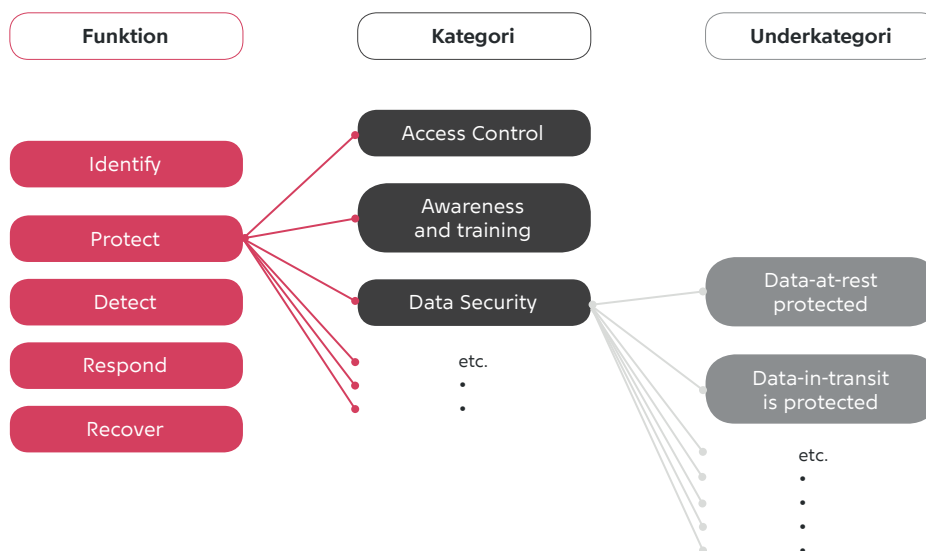 Funktion
Kategori
Underkategori
Identify
Protect
Detect
Respond
Recover
Access Control
Awareness
and training
Data Security
etc.
•
•
Data-at-rest
protected
Data-in-transit
is protected
etc.
•
•
•
•